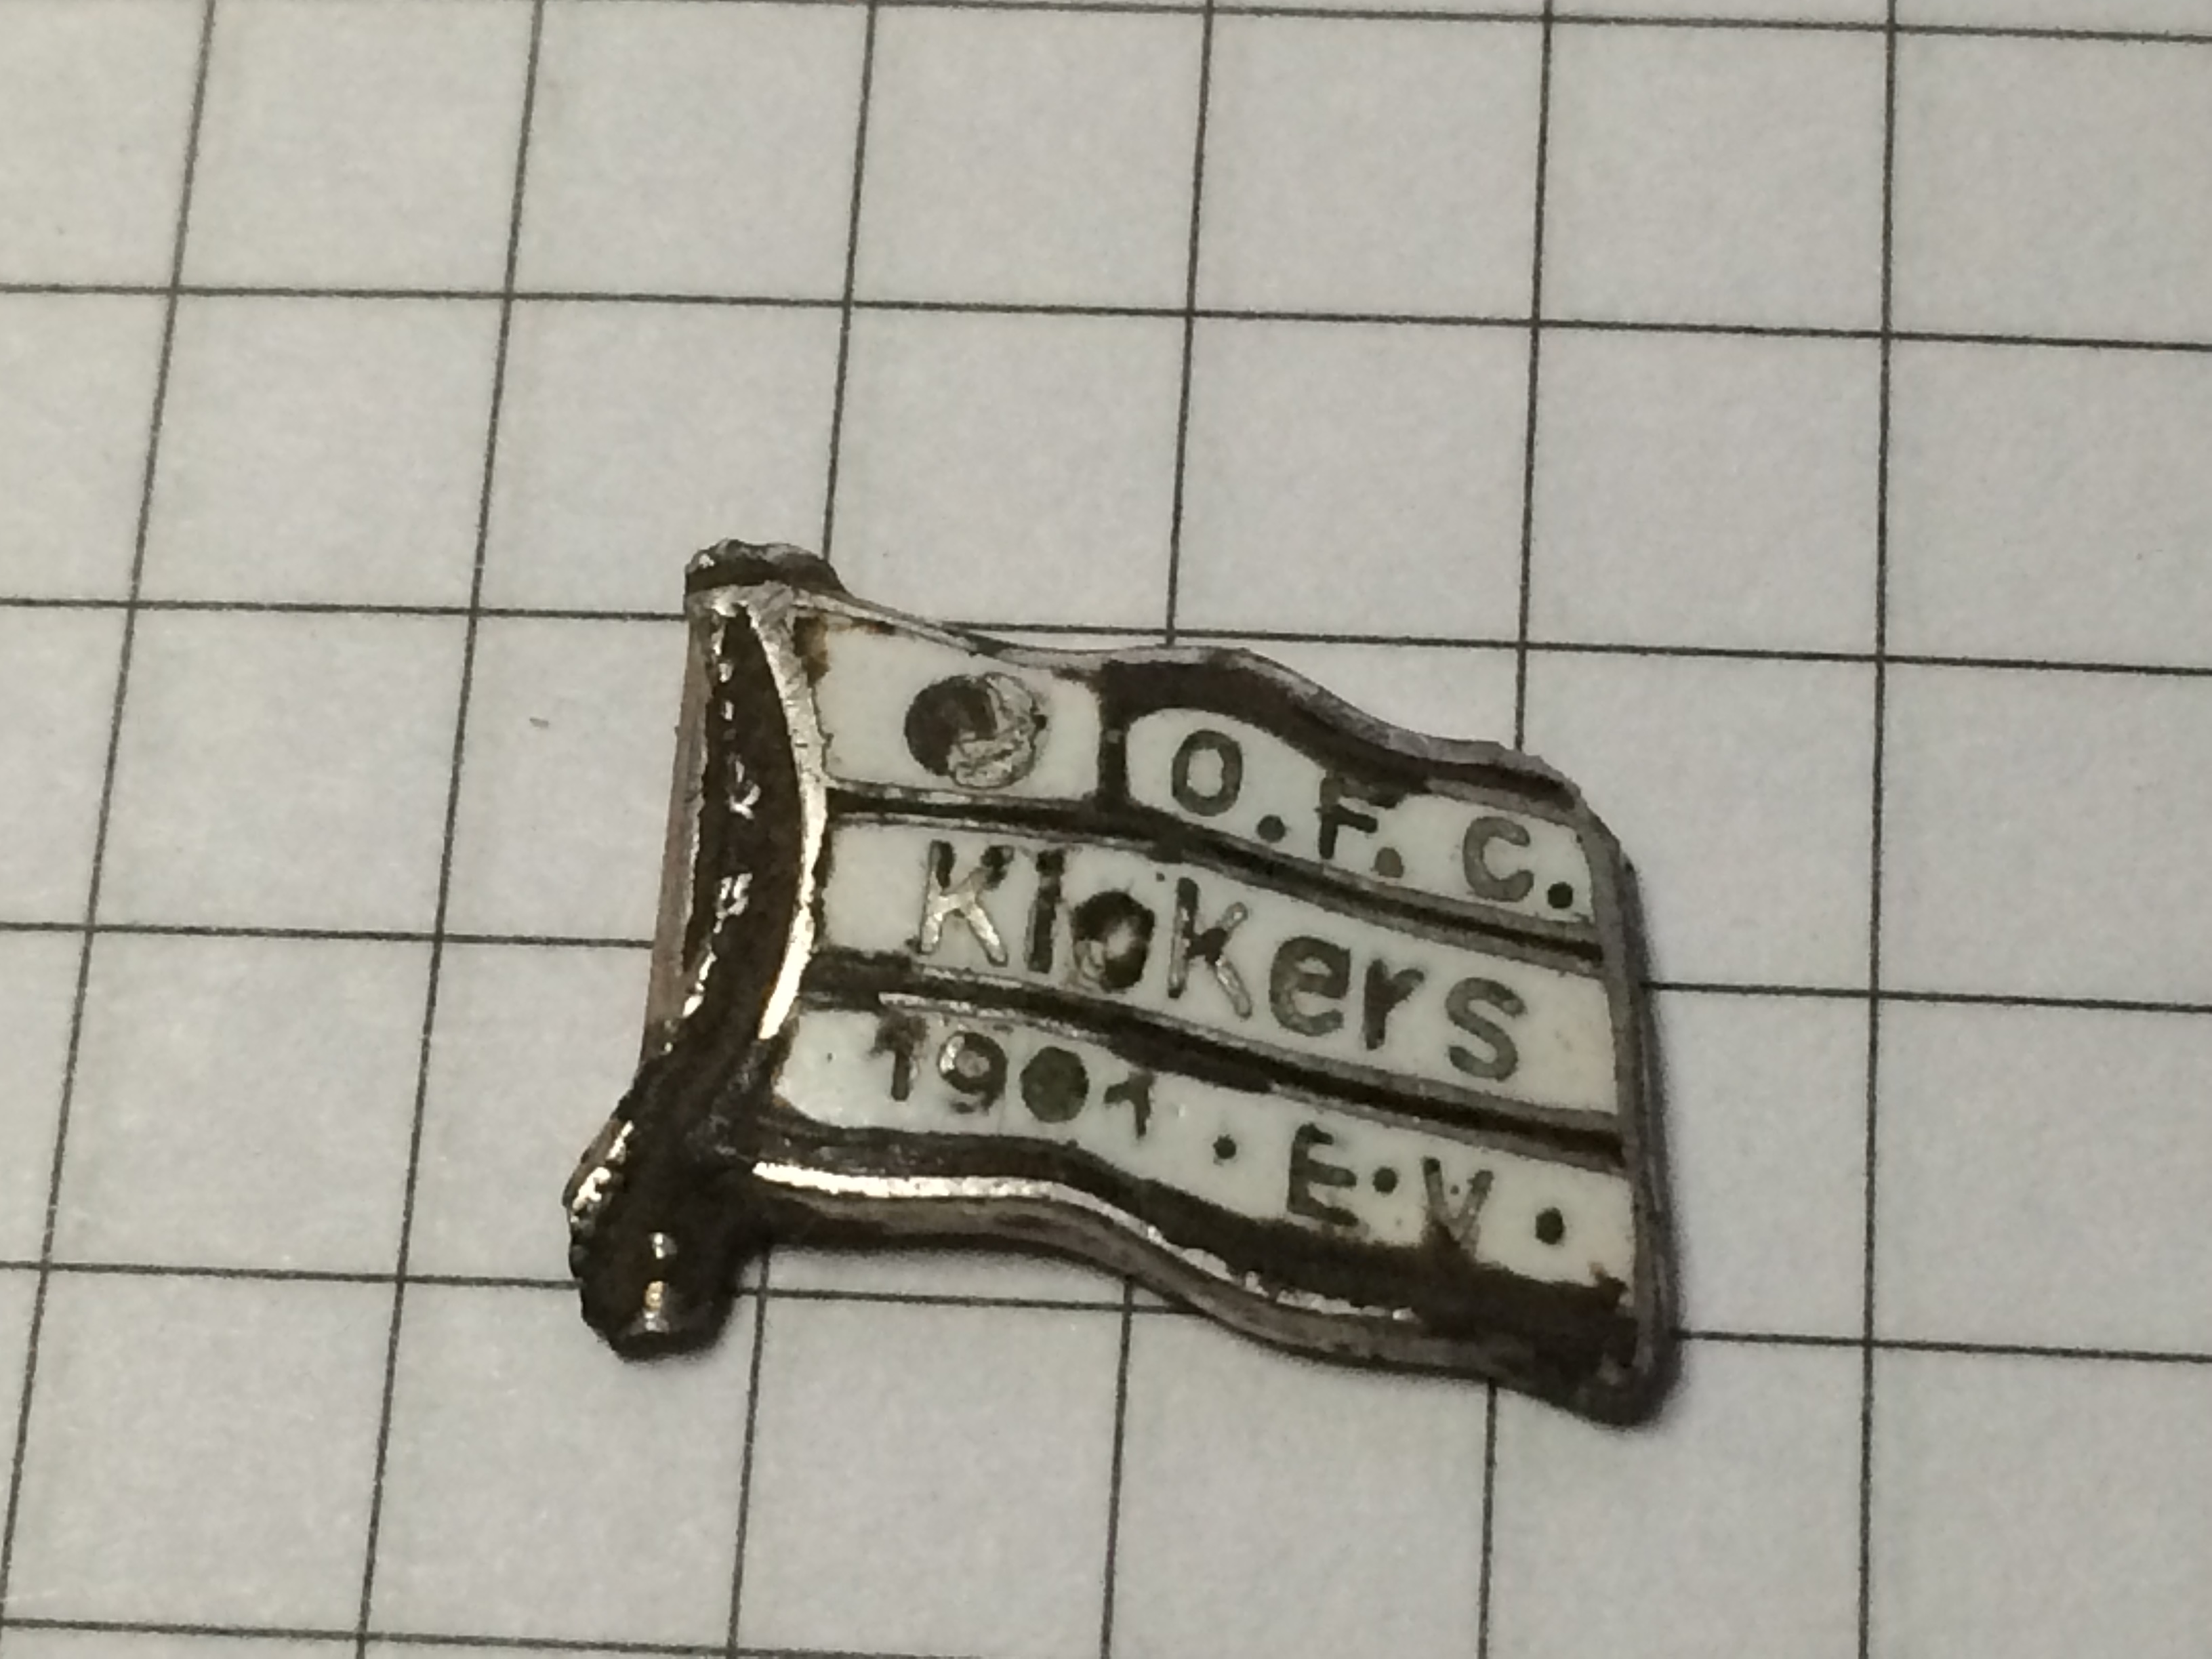 O.F.C.
Kickers
1901 · E·V·